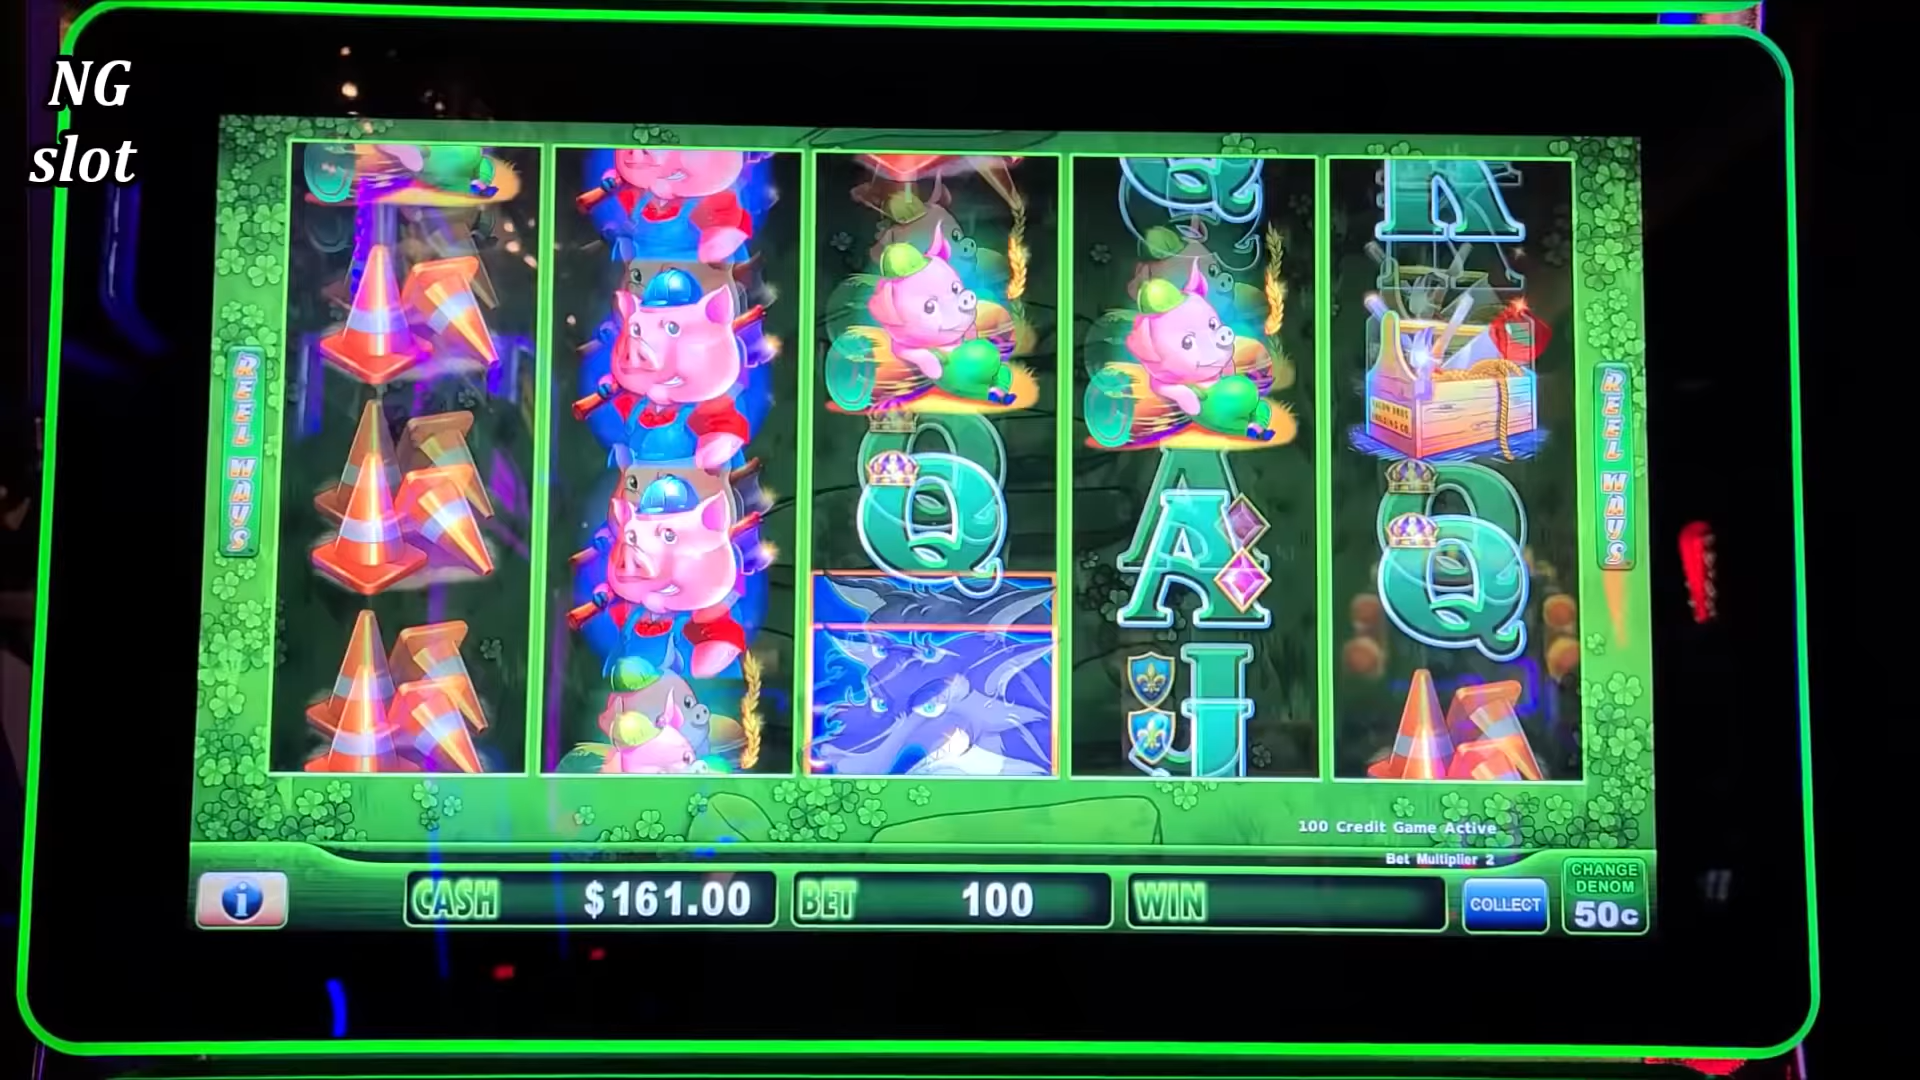 NG
slot
REEL WAYS
REEL WAYS
K
Q
Q
A
Q
J
100 Credit Game Active
Bet Multiplier 2
CASH $161.00
BET 100
WIN
COLLECT
CHANGE
DENOM
50¢